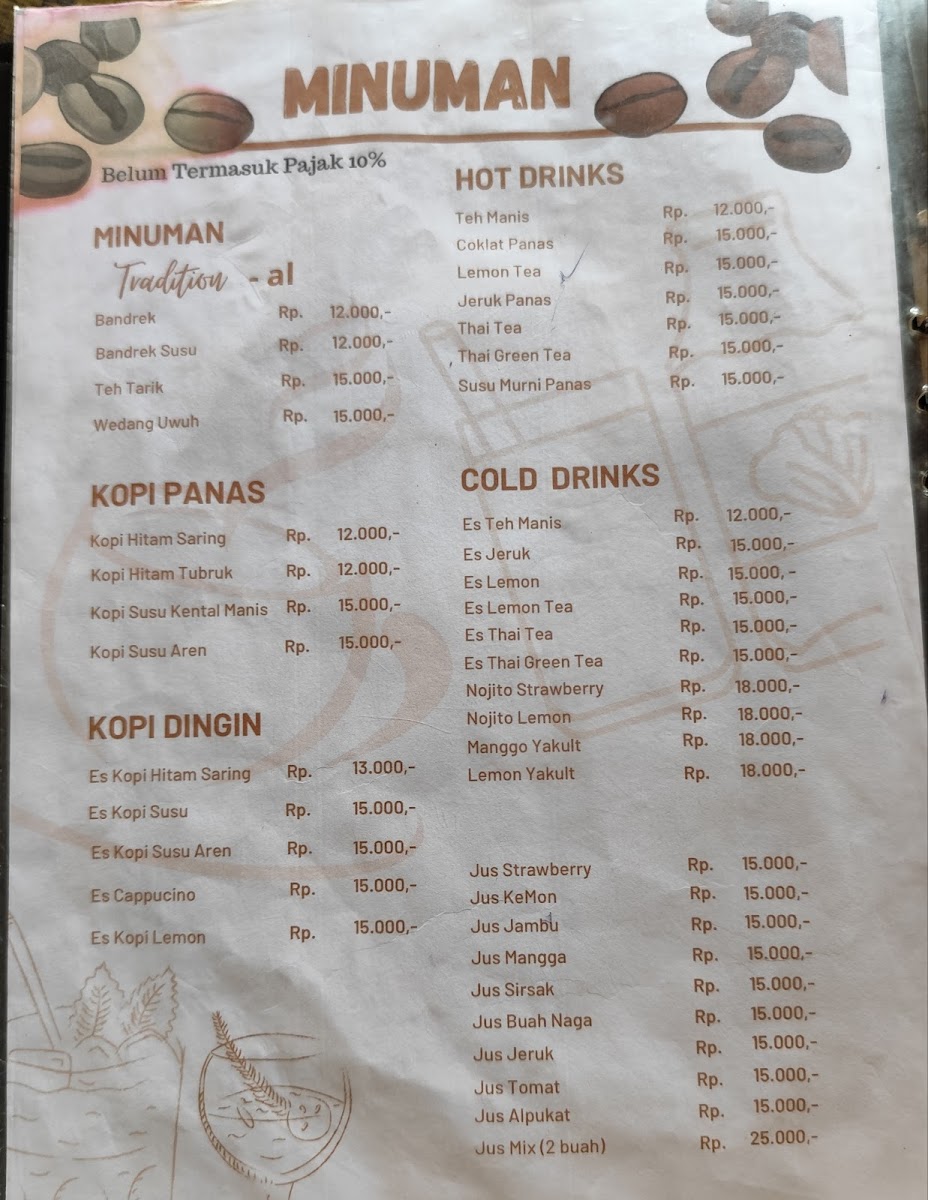 MINUMAN
Belum Termasuk Pajak 10%
MINUMAN
Tradition - al
Bandrek Rp. 12.000,-
Bandrek Susu Rp. 12.000,-
Teh Tarik Rp. 15.000,-
Wedang Uwuh Rp. 15.000,-
KOPI PANAS
Kopi Hitam Saring Rp. 12.000,-
Kopi Hitam Tubruk Rp. 12.000,-
Kopi Susu Kental Manis Rp. 15.000,-
Kopi Susu Aren Rp. 15.000,-
KOPI DINGIN
Es Kopi Hitam Saring Rp. 13.000,-
Es Kopi Susu Rp. 15.000,-
Es Kopi Susu Aren Rp. 15.000,-
Es Cappucino Rp. 15.000,-
Es Kopi Lemon Rp. 15.000,-
HOT DRINKS
Teh Manis Rp. 12.000,-
Coklat Panas Rp. 15.000,-
Lemon Tea Rp. 15.000,-
Jeruk Panas Rp. 15.000,-
Thai Tea Rp. 15.000,-
Thai Green Tea Rp. 15.000,-
Susu Murni Panas Rp. 15.000,-
COLD DRINKS
Es Teh Manis Rp. 12.000,-
Es Jeruk Rp. 15.000,-
Es Lemon Rp. 15.000, -
Es Lemon Tea Rp. 15.000,-
Es Thai Tea Rp. 15.000,-
Es Thai Green Tea Rp. 15.000,-
Nojito Strawberry Rp. 18.000,-
Nojito Lemon Rp. 18.000,-
Manggo Yakult Rp. 18.000,-
Lemon Yakult Rp. 18.000,-
Jus Strawberry Rp. 15.000,-
Jus KeMon Rp. 15.000,-
Jus Jambu Rp. 15.000,-
Jus Mangga Rp. 15.000,-
Jus Sirsak Rp. 15.000,-
Jus Buah Naga Rp. 15.000,-
Jus Jeruk Rp. 15.000,-
Jus Tomat Rp. 15.000,-
Jus Alpukat Rp. 15.000,-
Jus Mix (2 buah) Rp. 25.000,-